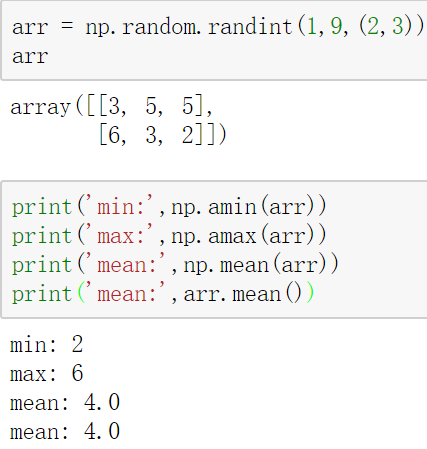 arr = np.random.randint(1,9,(2,3))
arr
array([[3, 5, 5],
       [6, 3, 2]])
print('min:',np.amin(arr))
print('max:',np.amax(arr))
print('mean:',np.mean(arr))
print('mean:',arr.mean())
min: 2
max: 6
mean: 4.0
mean: 4.0